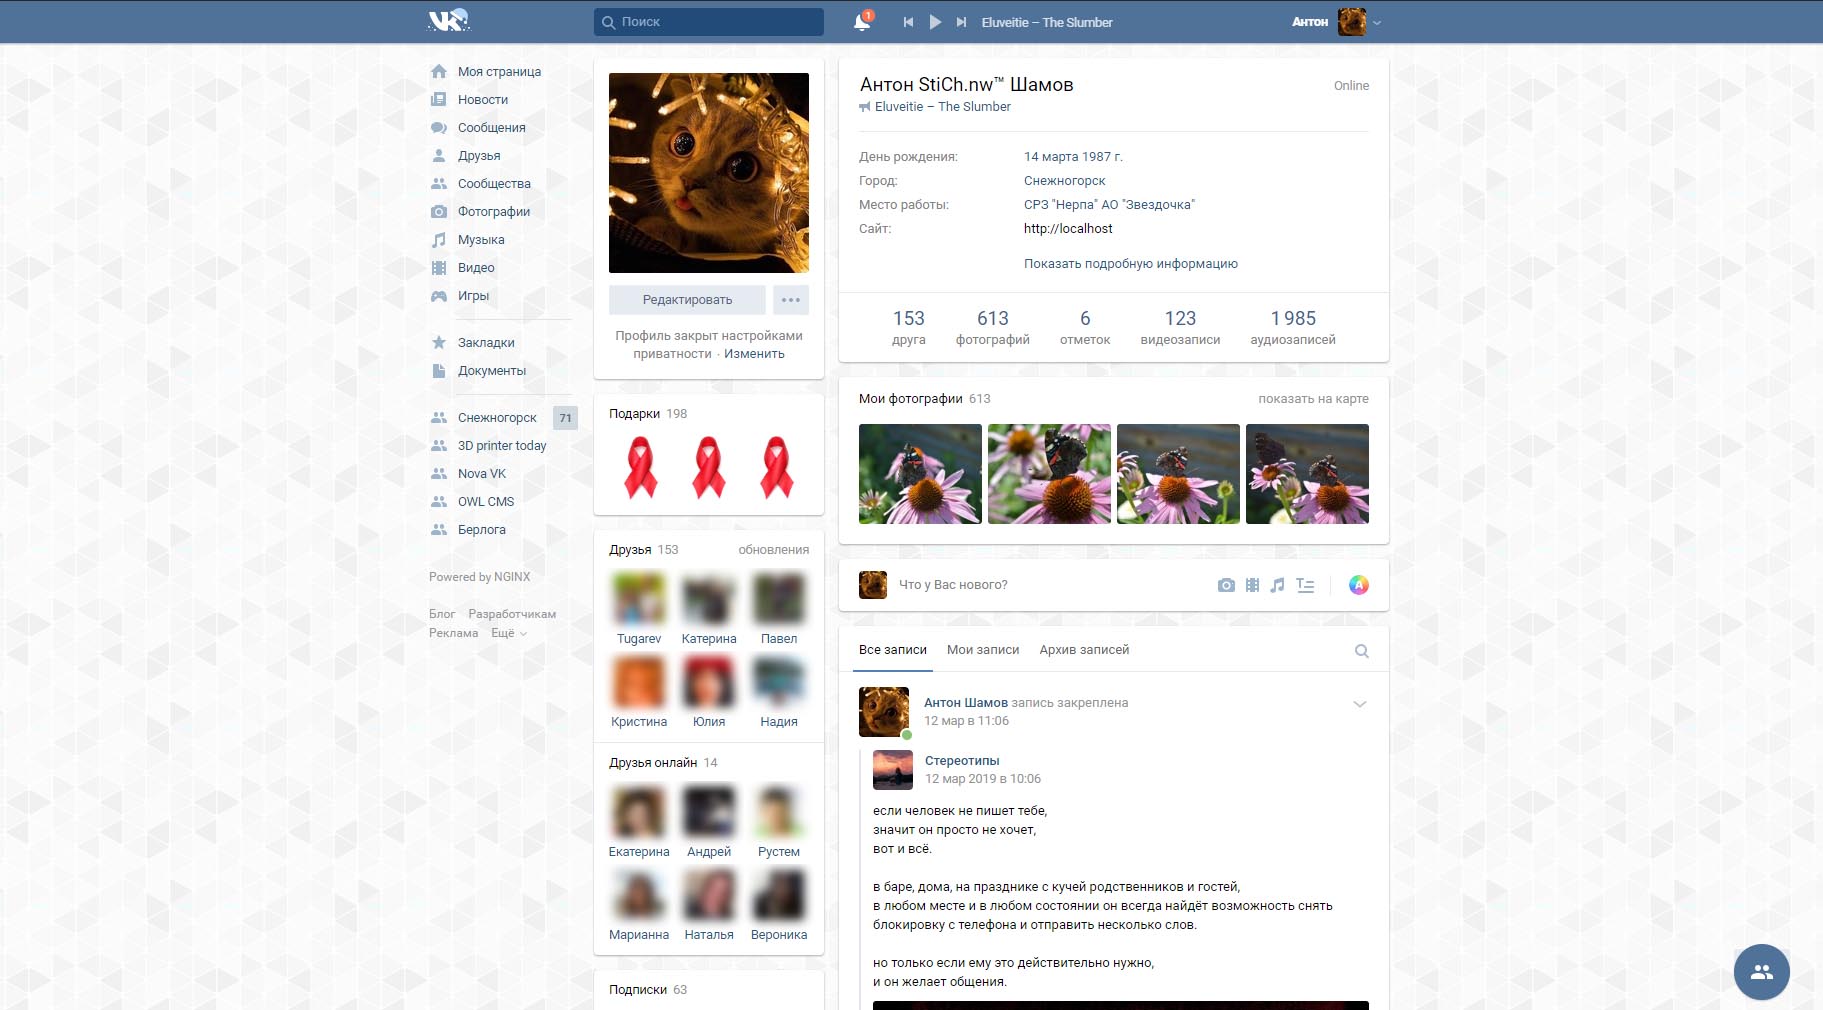 VK
Поиск
1
Eluveitie – The Slumber
Антон
Моя страница
Новости
Сообщения
Друзья
Сообщества
Фотографии
Музыка
Видео
Игры
Закладки
Документы
Снежногорск 71
3D printer today
Nova VK
OWL CMS
Берлога
Powered by NGINX
Блог Разработчикам
Реклама Ещё
Редактировать
Профиль закрыт настройками
приватности · Изменить
Подарки 198
Друзья 153 обновления
Tugarev Катерина Павел
Кристина Юлия Надия
Друзья онлайн 14
Екатерина Андрей Рустем
Марианна Наталья Вероника
Подписки 63
Антон StiCh.nw™ Шамов Online
Eluveitie – The Slumber
День рождения: 14 марта 1987 г.
Город: Снежногорск
Место работы: СРЗ "Нерпа" АО "Звездочка"
Сайт: http://localhost
Показать подробную информацию
153 613 6 123 1 985
друга фотографий отметок видеозаписи аудиозаписей
Мои фотографии 613 показать на карте
Что у Вас нового?
A
Все записи Мои записи Архив записей
Антон Шамов запись закреплена
12 мар в 11:06
Стереотипы
12 мар 2019 в 10:06
если человек не пишет тебе,
значит он просто не хочет,
вот и всё.
в баре, дома, на празднике с кучей родственников и гостей,
в любом месте и в любом состоянии он всегда найдёт возможность снять
блокировку с телефона и отправить несколько слов.
но только если ему это действительно нужно,
и он желает общения.